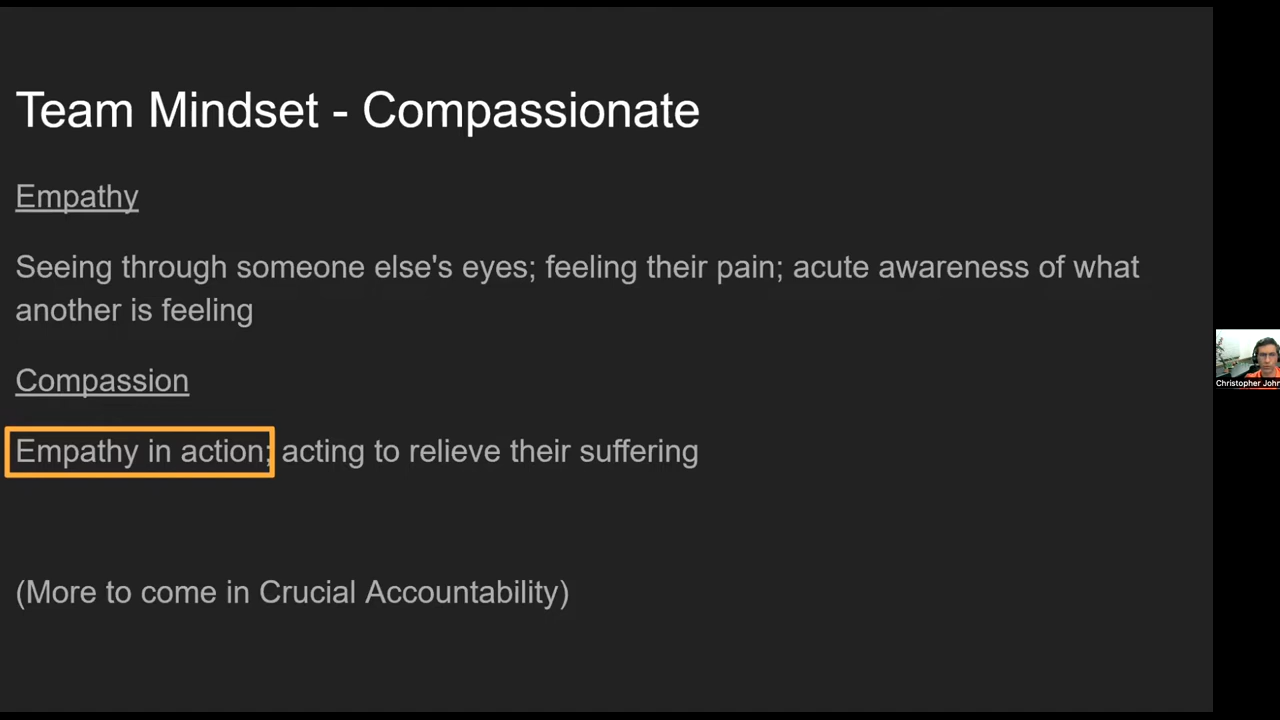 Team Mindset - Compassionate
Empathy
Seeing through someone else's eyes; feeling their pain; acute awareness of what
another is feeling
Compassion
Empathy in action; acting to relieve their suffering
(More to come in Crucial Accountability)
Christopher John